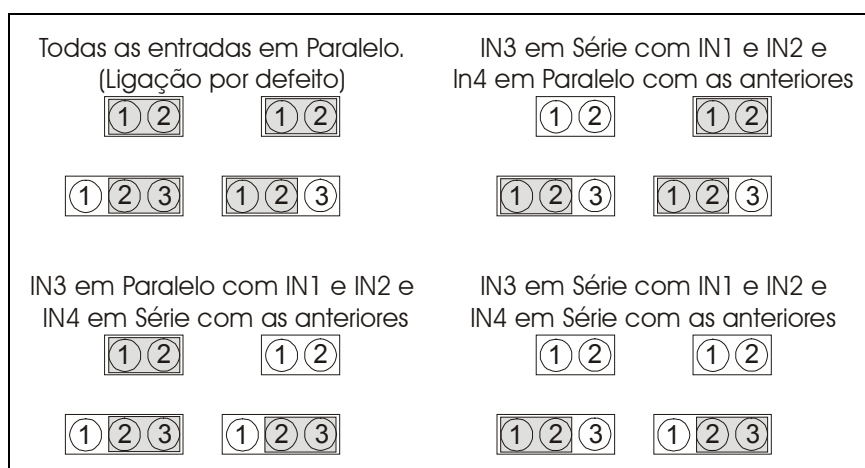 Todas as entradas em Paralelo.
(Ligação por defeito)
1 2 1 2
1 2 3 1 2 3
IN3 em Série com IN1 e IN2 e
In4 em Paralelo com as anteriores
1 2 1 2
1 2 3 1 2 3
IN3 em Paralelo com IN1 e IN2 e
IN4 em Série com as anteriores
1 2 1 2
1 2 3 1 2 3
IN3 em Série com IN1 e IN2 e
IN4 em Série com as anteriores
1 2 1 2
1 2 3 1 2 3